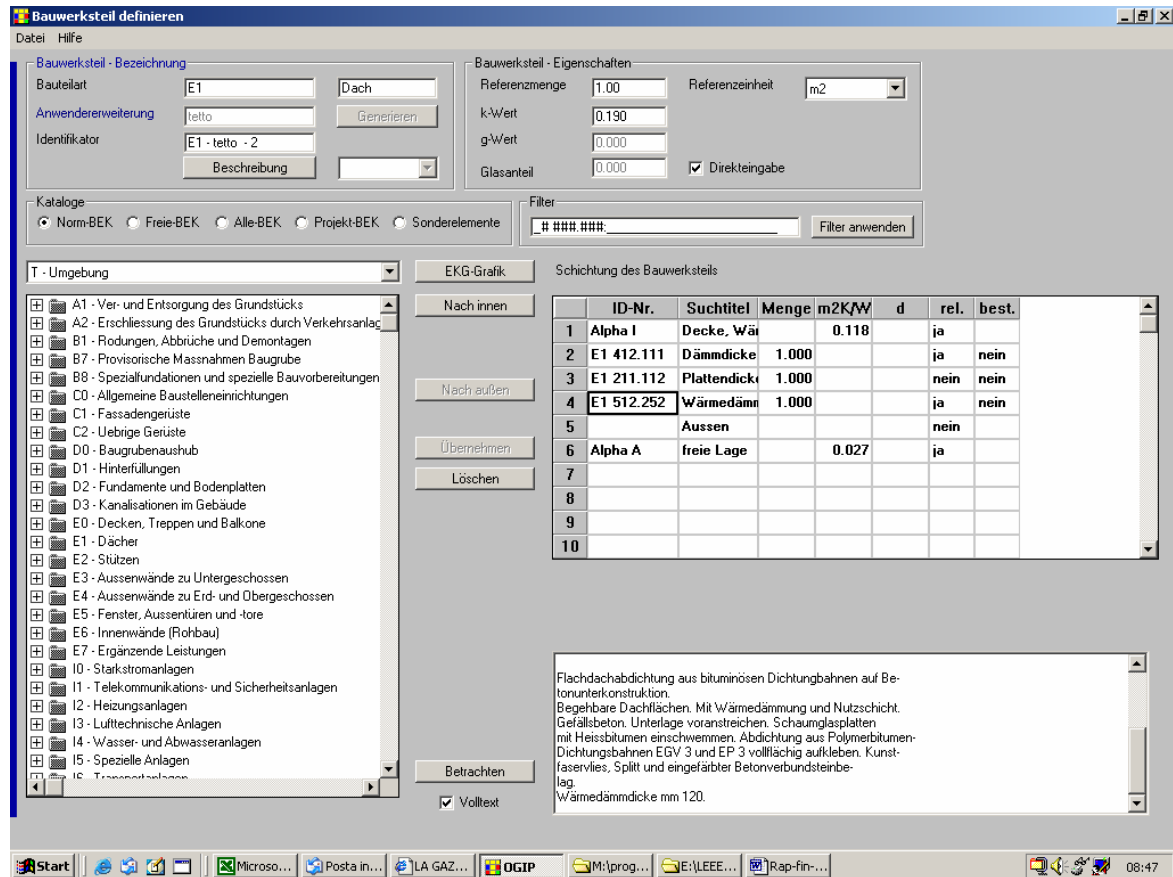 Bauwerksteil definieren
Datei Hilfe
Bauwerksteil - Bezeichnung
Bauteilart E1 Dach
Anwendererweiterung tetto Generieren
Identifikator E1 - tetto - 2
Beschreibung
Bauwerksteil - Eigenschaften
Referenzmenge 1.00 Referenzeinheit m2
k-Wert 0.190
g-Wert 0.000
Glasanteil 0.000 Direkteingabe
Kataloge
Norm-BEK Freie-BEK Alle-BEK Projekt-BEK Sonderelemente
Filter
_# ###.###:_ Filter anwenden
T - Umgebung
A1 - Ver- und Entsorgung des Grundstücks
A2 - Erschliessung des Grundstücks durch Verkehrsanlag
B1 - Rodungen, Abbrüche und Demontagen
B7 - Provisorische Massnahmen Baugrube
B8 - Spezialfundationen und spezielle Bauvorbereitungen
C0 - Allgemeine Baustelleneinrichtungen
C1 - Fassadengerüste
C2 - Uebrige Gerüste
D0 - Baugrubenaushub
D1 - Hinterfüllungen
D2 - Fundamente und Bodenplatten
D3 - Kanalisationen im Gebäude
E0 - Decken, Treppen und Balkone
E1 - Dächer
E2 - Stützen
E3 - Aussenwände zu Untergeschossen
E4 - Aussenwände zu Erd- und Obergeschossen
E5 - Fenster, Aussentüren und -tore
E6 - Innenwände (Rohbau)
E7 - Ergänzende Leistungen
I0 - Starkstromanlagen
I1 - Telekommunikations- und Sicherheitsanlagen
I2 - Heizungsanlagen
I3 - Lufttechnische Anlagen
I4 - Wasser- und Abwasseranlagen
I5 - Spezielle Anlagen
I6 - Transportanlagen
EKG-Grafik
Nach innen
Nach außen
Übernehmen
Löschen
Betrachten
Volltext
Schichtung des Bauwerksteils
ID-Nr. Suchtitel Menge m2K/W d rel. best.
1 Alpha I Decke, Wär 0.118 ja
2 E1 412.111 Dämmdicke 1.000 ja nein
3 E1 211.112 Plattendicke 1.000 nein nein
4 E1 512.252 Wärmedämm 1.000 ja nein
5 Aussen nein
6 Alpha A freie Lage 0.027 ja
7
8
9
10
Flachdachabdichtung aus bituminösen Dichtungbahnen auf Be-
tonunterkonstruktion.
Begehbare Dachflächen. Mit Wärmedämmung und Nutzschicht.
Gefällsbeton. Unterlage voranstreichen. Schaumglasplatten
mit Heissbitumen einschwemmen. Abdichtung aus Polymerbitumen-
Dichtungsbahnen EGV 3 und EP 3 vollflächig aufkleben. Kunst-
faservlies, Splitt und eingefärbter Betonverbundsteinbe-
lag.
Wärmedämmdicke mm 120.
Start Microso... Posta in... LA GAZ... OGIP M:\prog... E:\LEEE... Rap-fin-... 08:47